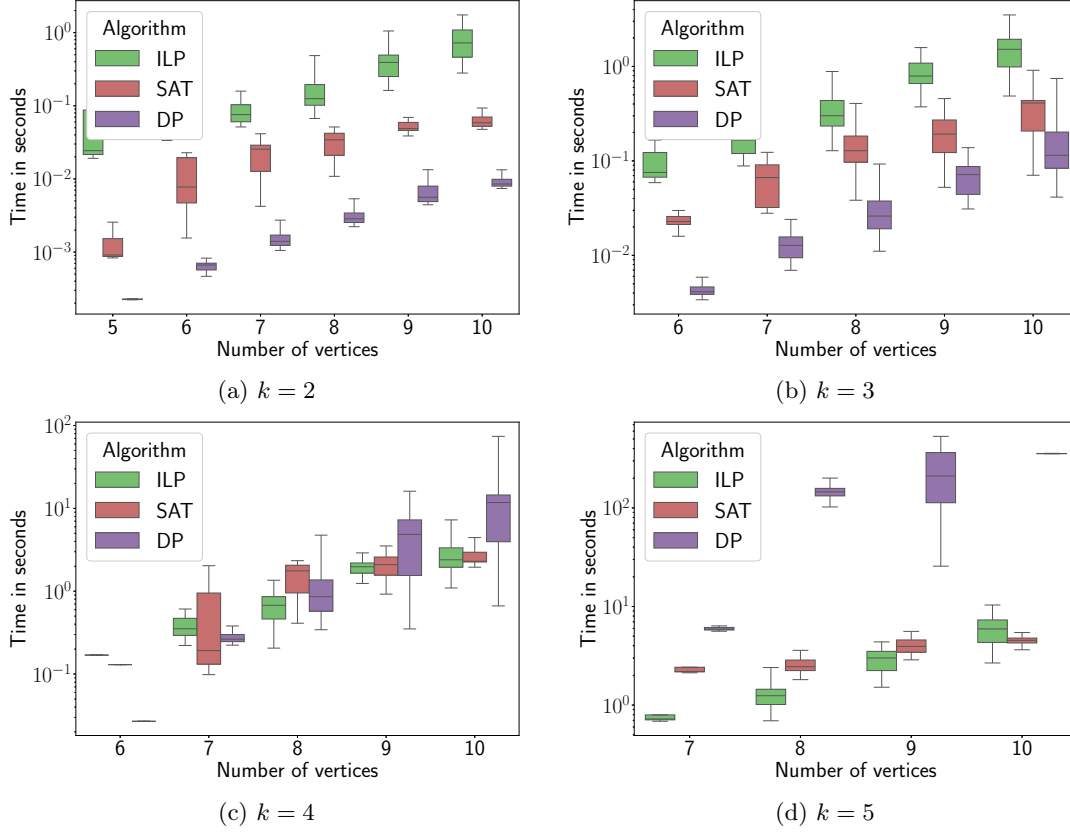 Algorithm
ILP
SAT
DP
Time in seconds
10^0
10^-1
10^-2
10^-3
5 6 7 8 9 10
Number of vertices
(a) k = 2
Algorithm
ILP
SAT
DP
Time in seconds
10^0
10^-1
10^-2
6 7 8 9 10
Number of vertices
(b) k = 3
Algorithm
ILP
SAT
DP
Time in seconds
10^2
10^1
10^0
10^-1
6 7 8 9 10
Number of vertices
(c) k = 4
Algorithm
ILP
SAT
DP
Time in seconds
10^2
10^1
10^0
7 8 9 10
Number of vertices
(d) k = 5